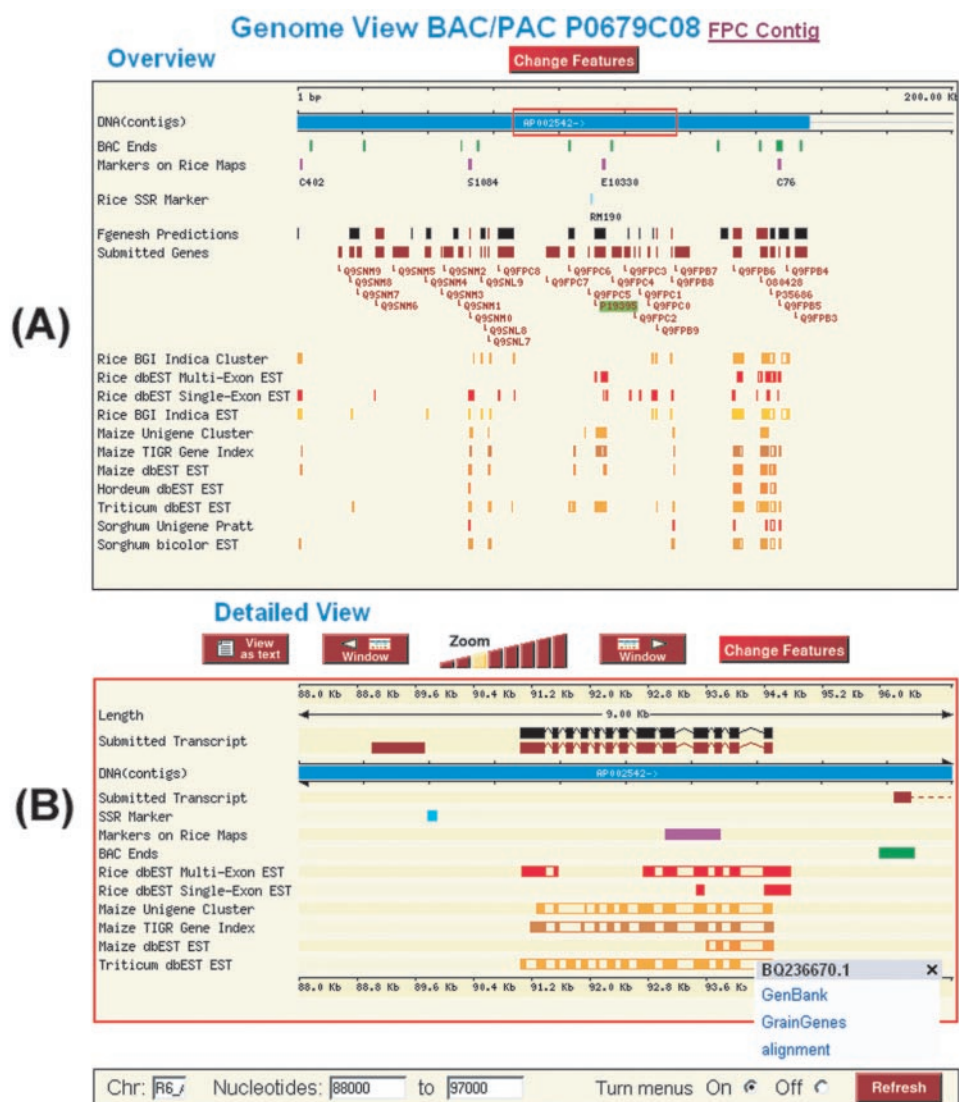 Genome View BAC/PAC P0679C08 FPC Contig
Overview
Change Features
1 bp
200.00 Kb
DNA(contigs)
AP002542->
BAC Ends
Markers on Rice Maps
C402 S1084 E10330 C76
Rice SSR Marker
RM190
Fgenesh Predictions
Submitted Genes
Q9SNM9 Q9SNM5 Q9SNM2 Q9FPC8 Q9FPC6 Q9FPC3 Q9FPB7 Q9FPB6 Q9FPB4
Q9SNM8 Q9SNM4 Q9SNL9 Q9FPC7 Q9FPC4 Q9FPB8 O80428
Q9SNM7 Q9SNM3 Q9FPC5 Q9FPC1 P35686
Q9SNM6 Q9SNM1 P19395 Q9FPC0 Q9FPB5
Q9SNM0 Q9FPC2 Q9FPB3
Q9SNL8 Q9FPB9
Q9SNL7
(A)
Rice BGI Indica Cluster
Rice dbEST Multi-Exon EST
Rice dbEST Single-Exon EST
Rice BGI Indica EST
Maize Unigene Cluster
Maize TIGR Gene Index
Maize dbEST EST
Hordeum dbEST EST
Triticum dbEST EST
Sorghum Unigene Pratt
Sorghum bicolor EST
Detailed View
View as text
Window
Zoom
Window
Change Features
88.0 Kb 88.8 Kb 89.6 Kb 90.4 Kb 91.2 Kb 92.0 Kb 92.8 Kb 93.6 Kb 94.4 Kb 95.2 Kb 96.0 Kb
Length
9.00 Kb
Submitted Transcript
DNA(contigs)
AP002542->
(B)
Submitted Transcript
SSR Marker
Markers on Rice Maps
BAC Ends
Rice dbEST Multi-Exon EST
Rice dbEST Single-Exon EST
Maize Unigene Cluster
Maize TIGR Gene Index
Maize dbEST EST
Triticum dbEST EST
BQ236670.1 ×
88.0 Kb 88.8 Kb 89.6 Kb 90.4 Kb 91.2 Kb 92.0 Kb 92.8 Kb 93.6 Kb
GenBank
GrainGenes
alignment
Chr: R6_ Nucleotides: 88000 to 97000 Turn menus On Off Refresh